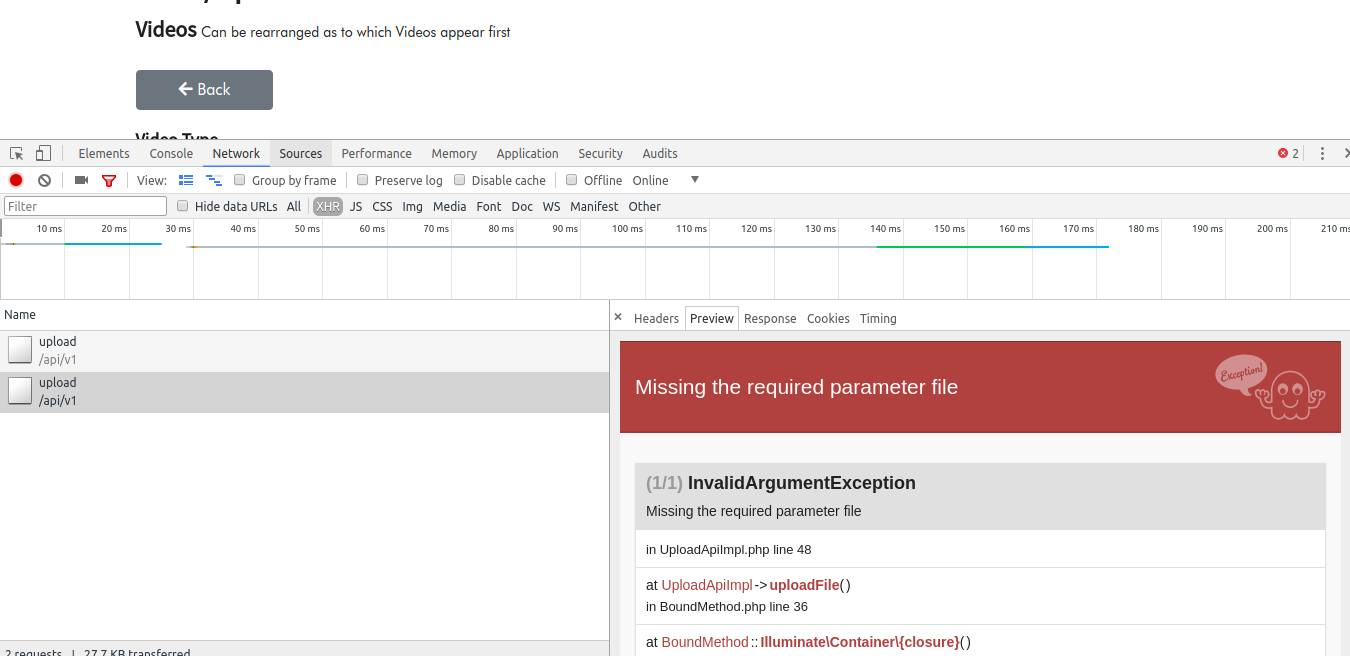 Videos Can be rearranged as to which Videos appear first
Back
Video Type
Elements Console Network Sources Performance Memory Application Security Audits 2
View: Group by frame Preserve log Disable cache Offline Online
Filter Hide data URLs All XHR JS CSS Img Media Font Doc WS Manifest Other
10 ms 20 ms 30 ms 40 ms 50 ms 60 ms 70 ms 80 ms 90 ms 100 ms 110 ms 120 ms 130 ms 140 ms 150 ms 160 ms 170 ms 180 ms 190 ms 200 ms 210 ms
Name
upload
/api/v1
upload
/api/v1
2 requests | 27.7 KB transferred
× Headers Preview Response Cookies Timing
Missing the required parameter file
Exception!
(1/1) InvalidArgumentException
Missing the required parameter file
in UploadApiImpl.php line 48
at UploadApiImpl->uploadFile()
in BoundMethod.php line 36
at BoundMethod::Illuminate\Container\{closure}()